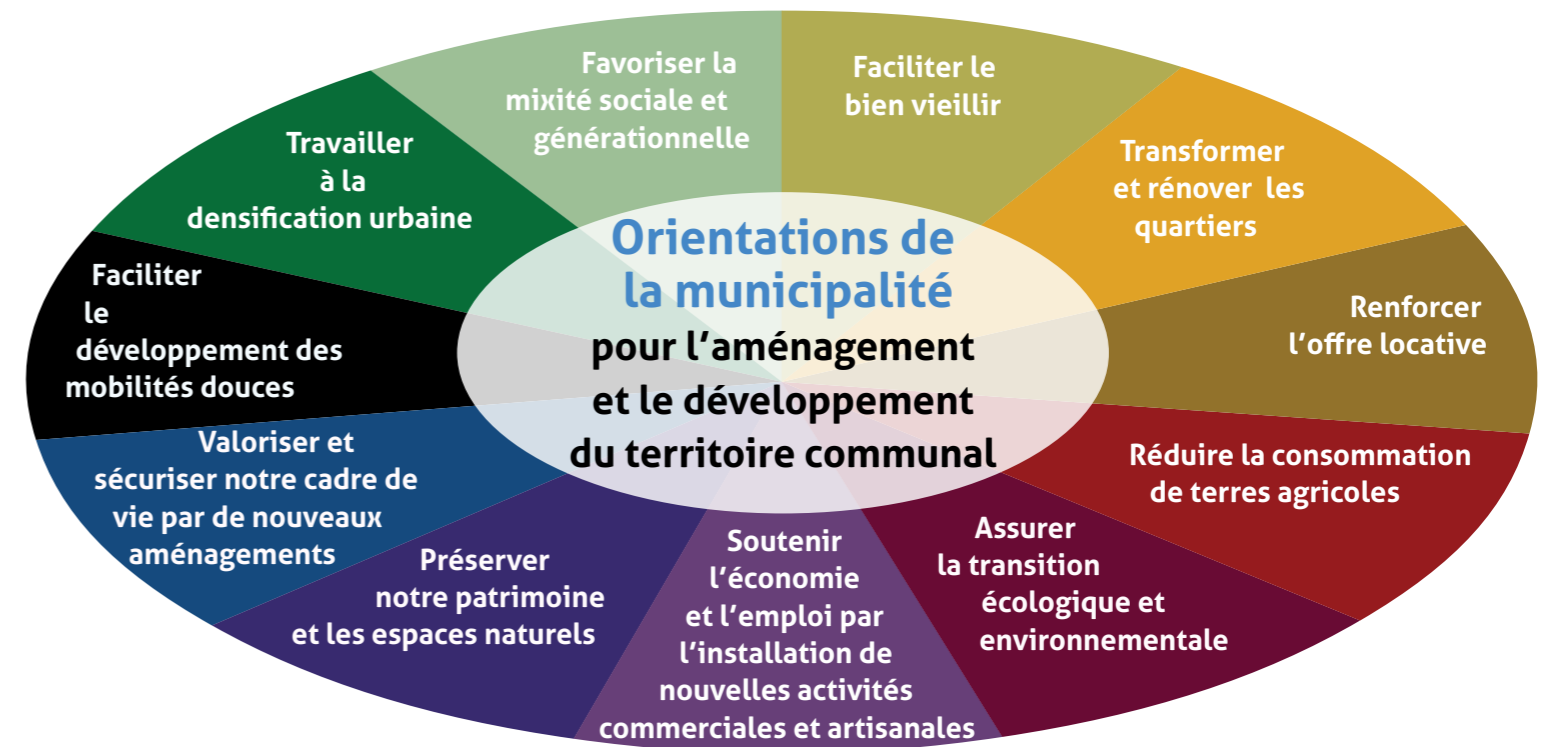 Favoriser la
mixité sociale et
générationnelle
Faciliter le
bien vieillir
Transformer
et rénover les
quartiers
Renforcer
l’offre locative
Réduire la consommation
de terres agricoles
Assurer
la transition
écologique et
environnementale
Soutenir
l’économie
et l’emploi par
l’installation de
nouvelles activités
commerciales et artisanales
Préserver
notre patrimoine
et les espaces naturels
Valoriser et
sécuriser notre cadre de
vie par de nouveaux
aménagements
Faciliter
le
développement des
mobilités douces
Travailler
à la
densification urbaine
Orientations de
la municipalité
pour l’aménagement
et le développement
du territoire communal